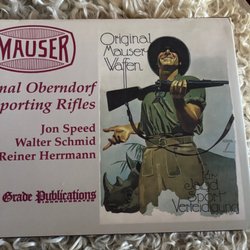 MAUSER
nal Oberndorf
porting Rifles
Jon Speed
Walter Schmid
Reiner Herrmann
Grade Publications
Original
Mauser-
Waffen
Für
Jagd
Sport
Verteidigung